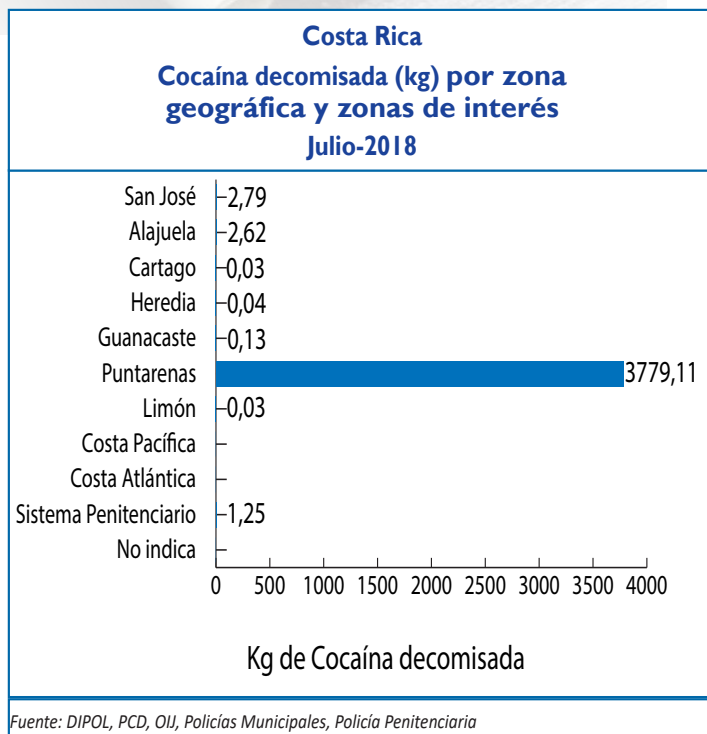 Costa Rica
Cocaína decomisada (kg) por zona
geográfica y zonas de interés
Julio-2018
San José 2,79
Alajuela 2,62
Cartago 0,03
Heredia 0,04
Guanacaste 0,13
Puntarenas 3779,11
Limón 0,03
Costa Pacífica
Costa Atlántica
Sistema Penitenciario 1,25
No indica
0 500 1000 1500 2000 2500 3000 3500 4000
Kg de Cocaína decomisada
Fuente: DIPOL, PCD, OIJ, Policías Municipales, Policía Penitenciaria